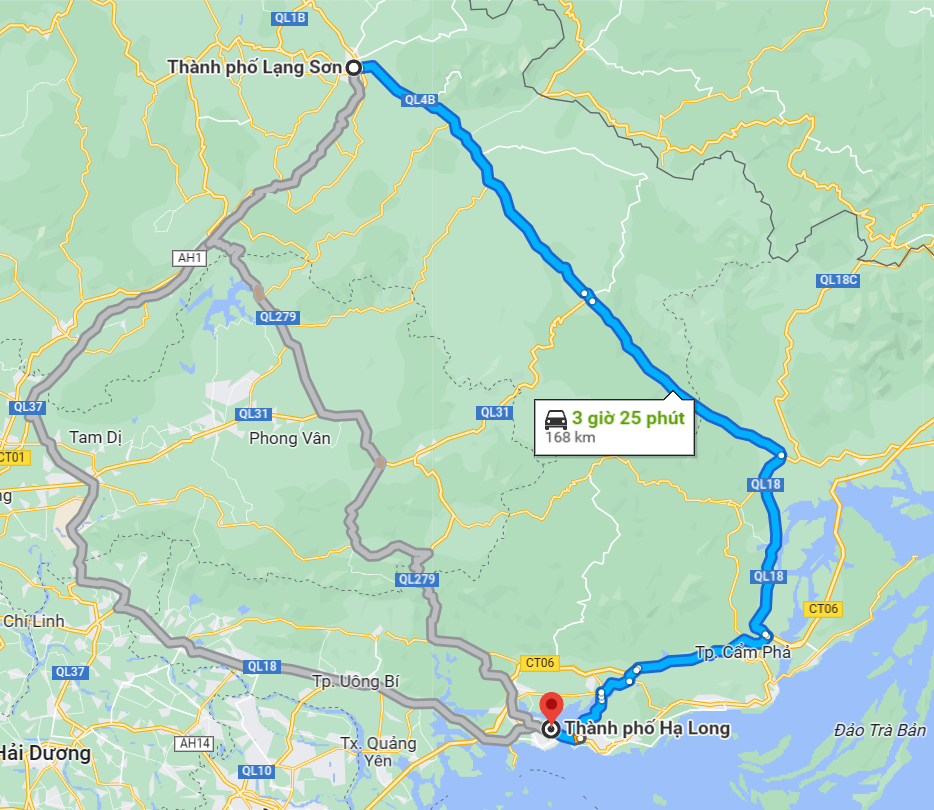 QL1B
Thành phố Lạng Sơn
QL4B
AH1
QL18C
QL279
QL37
QL31
QL31
3 giờ 25 phút
168 km
Tam Dị
Phong Vân
CT01
QL18
ng
QL279
QL18
CT06
Chí Linh
Tp. Cẩm Phả
QL37
QL18
CT06
Tp. Uông Bí
Thành phố Hạ Long
Đảo Trà Bản
AH14
Tx. Quảng
Yên
Hải Dương
QL10